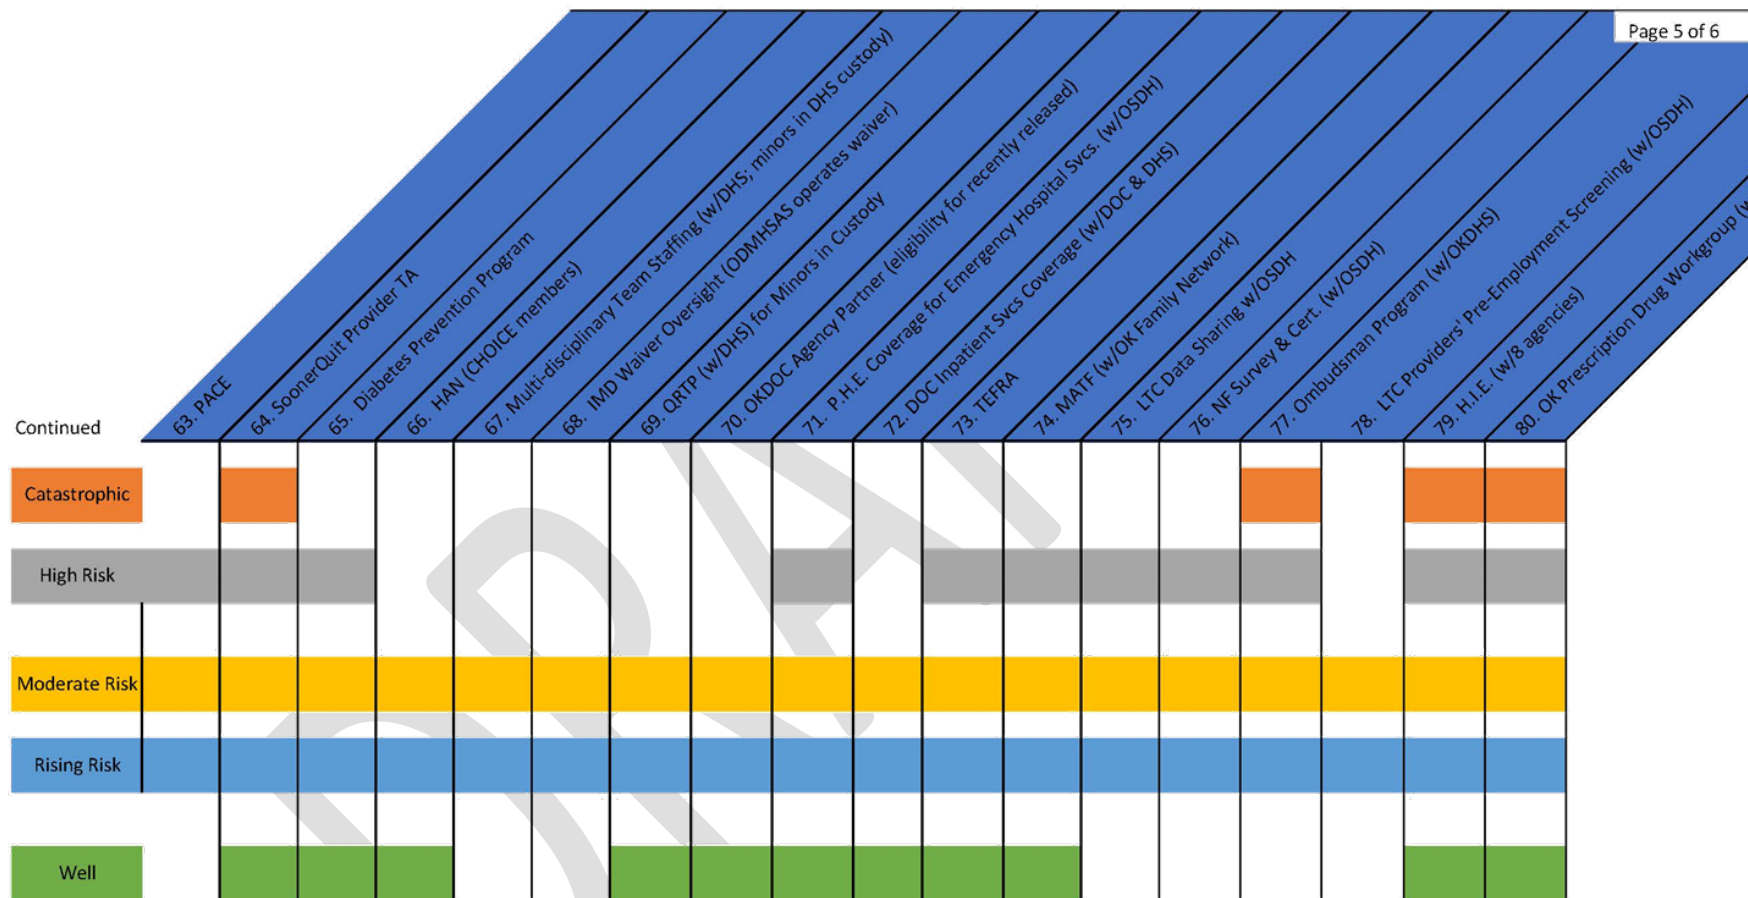 Page 5 of 6
Continued
63. PACE
64. SoonerQuit Provider TA
65. Diabetes Prevention Program
66. HAN (CHOICE members)
67. Multi-disciplinary Team Staffing (w/DHS; minors in DHS custody)
68. IMD Waiver Oversight (ODMHSAS operates waiver)
69. QRTP (w/DHS) for Minors in Custody
70. OKDOC Agency Partner (eligibility for recently released)
71. P.H.E. Coverage for Emergency Hospital Svcs. (w/OSDH)
72. DOC Inpatient Svcs Coverage (w/DOC & DHS)
73. TEFRA
74. MATF (w/OK Family Network)
75. LTC Data Sharing w/OSDH
76. NF Survey & Cert. (w/OSDH)
77. Ombudsman Program (w/OKDHS)
78. LTC Providers' Pre-Employment Screening (w/OSDH)
79. H.I.E. (w/8 agencies)
80. OK Prescription Drug Workgroup (w
Catastrophic
High Risk
Moderate Risk
Rising Risk
Well